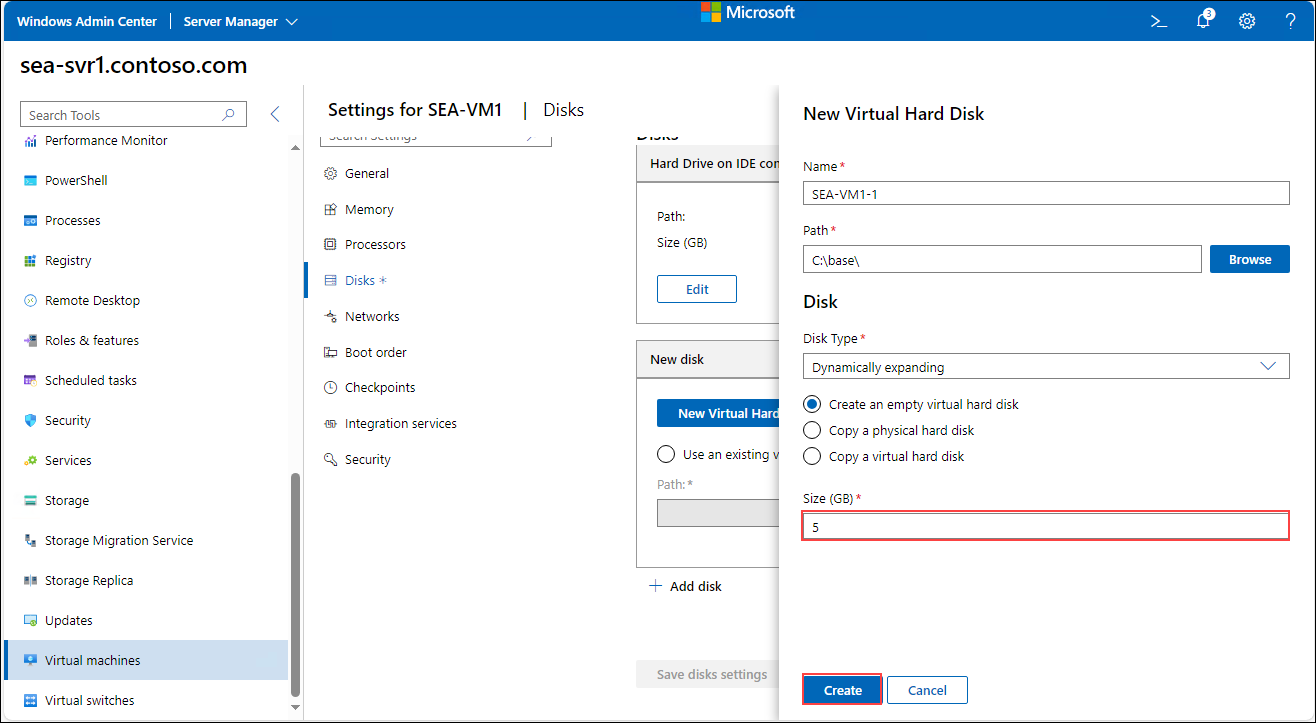 Windows Admin Center
Server Manager
Microsoft
3
sea-svr1.contoso.com
Search Tools
Performance Monitor
PowerShell
Processes
Registry
Remote Desktop
Roles & features
Scheduled tasks
Security
Services
Storage
Storage Migration Service
Storage Replica
Updates
Virtual machines
Virtual switches
Settings for SEA-VM1 | Disks
Search Settings
General
Memory
Processors
Disks *
Networks
Boot order
Checkpoints
Integration services
Security
Disks
Hard Drive on IDE con
Path:
Size (GB)
Edit
New disk
New Virtual Hard
Use an existing v
Path:*
Add disk
Save disks settings
New Virtual Hard Disk
Name*
SEA-VM1-1
Path*
C:\base\
Browse
Disk
Disk Type*
Dynamically expanding
Create an empty virtual hard disk
Copy a physical hard disk
Copy a virtual hard disk
Size (GB)*
5
Create
Cancel